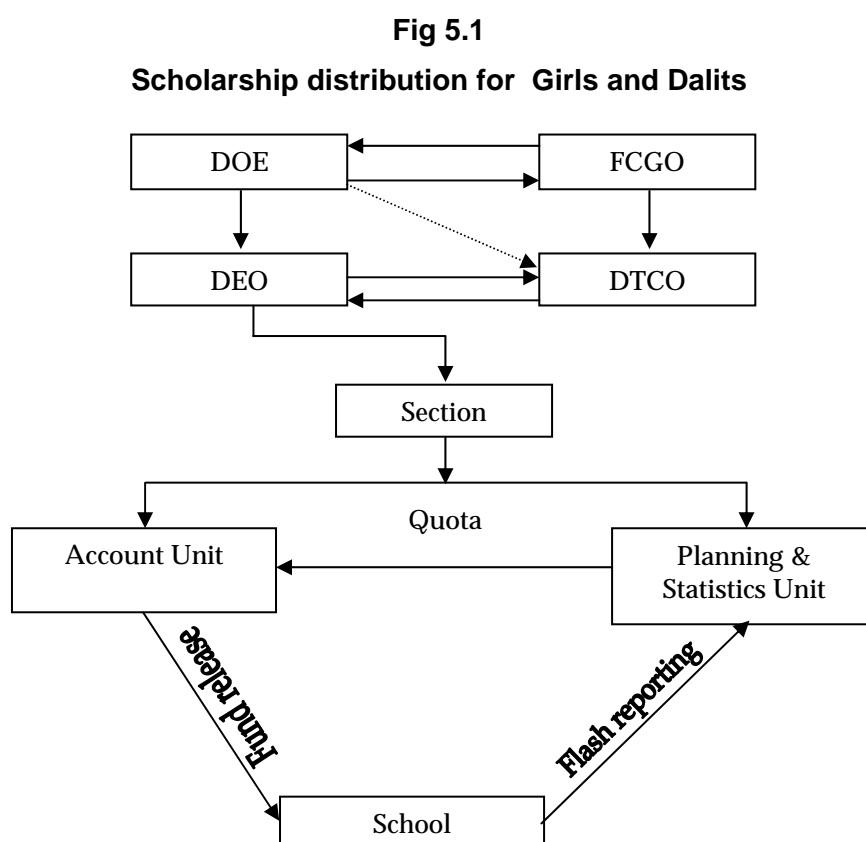 Fig 5.1
Scholarship distribution for Girls and Dalits
DOE
FCGO
DEO
DTCO
Section
Quota
Account Unit
Planning &
Statistics Unit
Fund release
Flash reporting
School